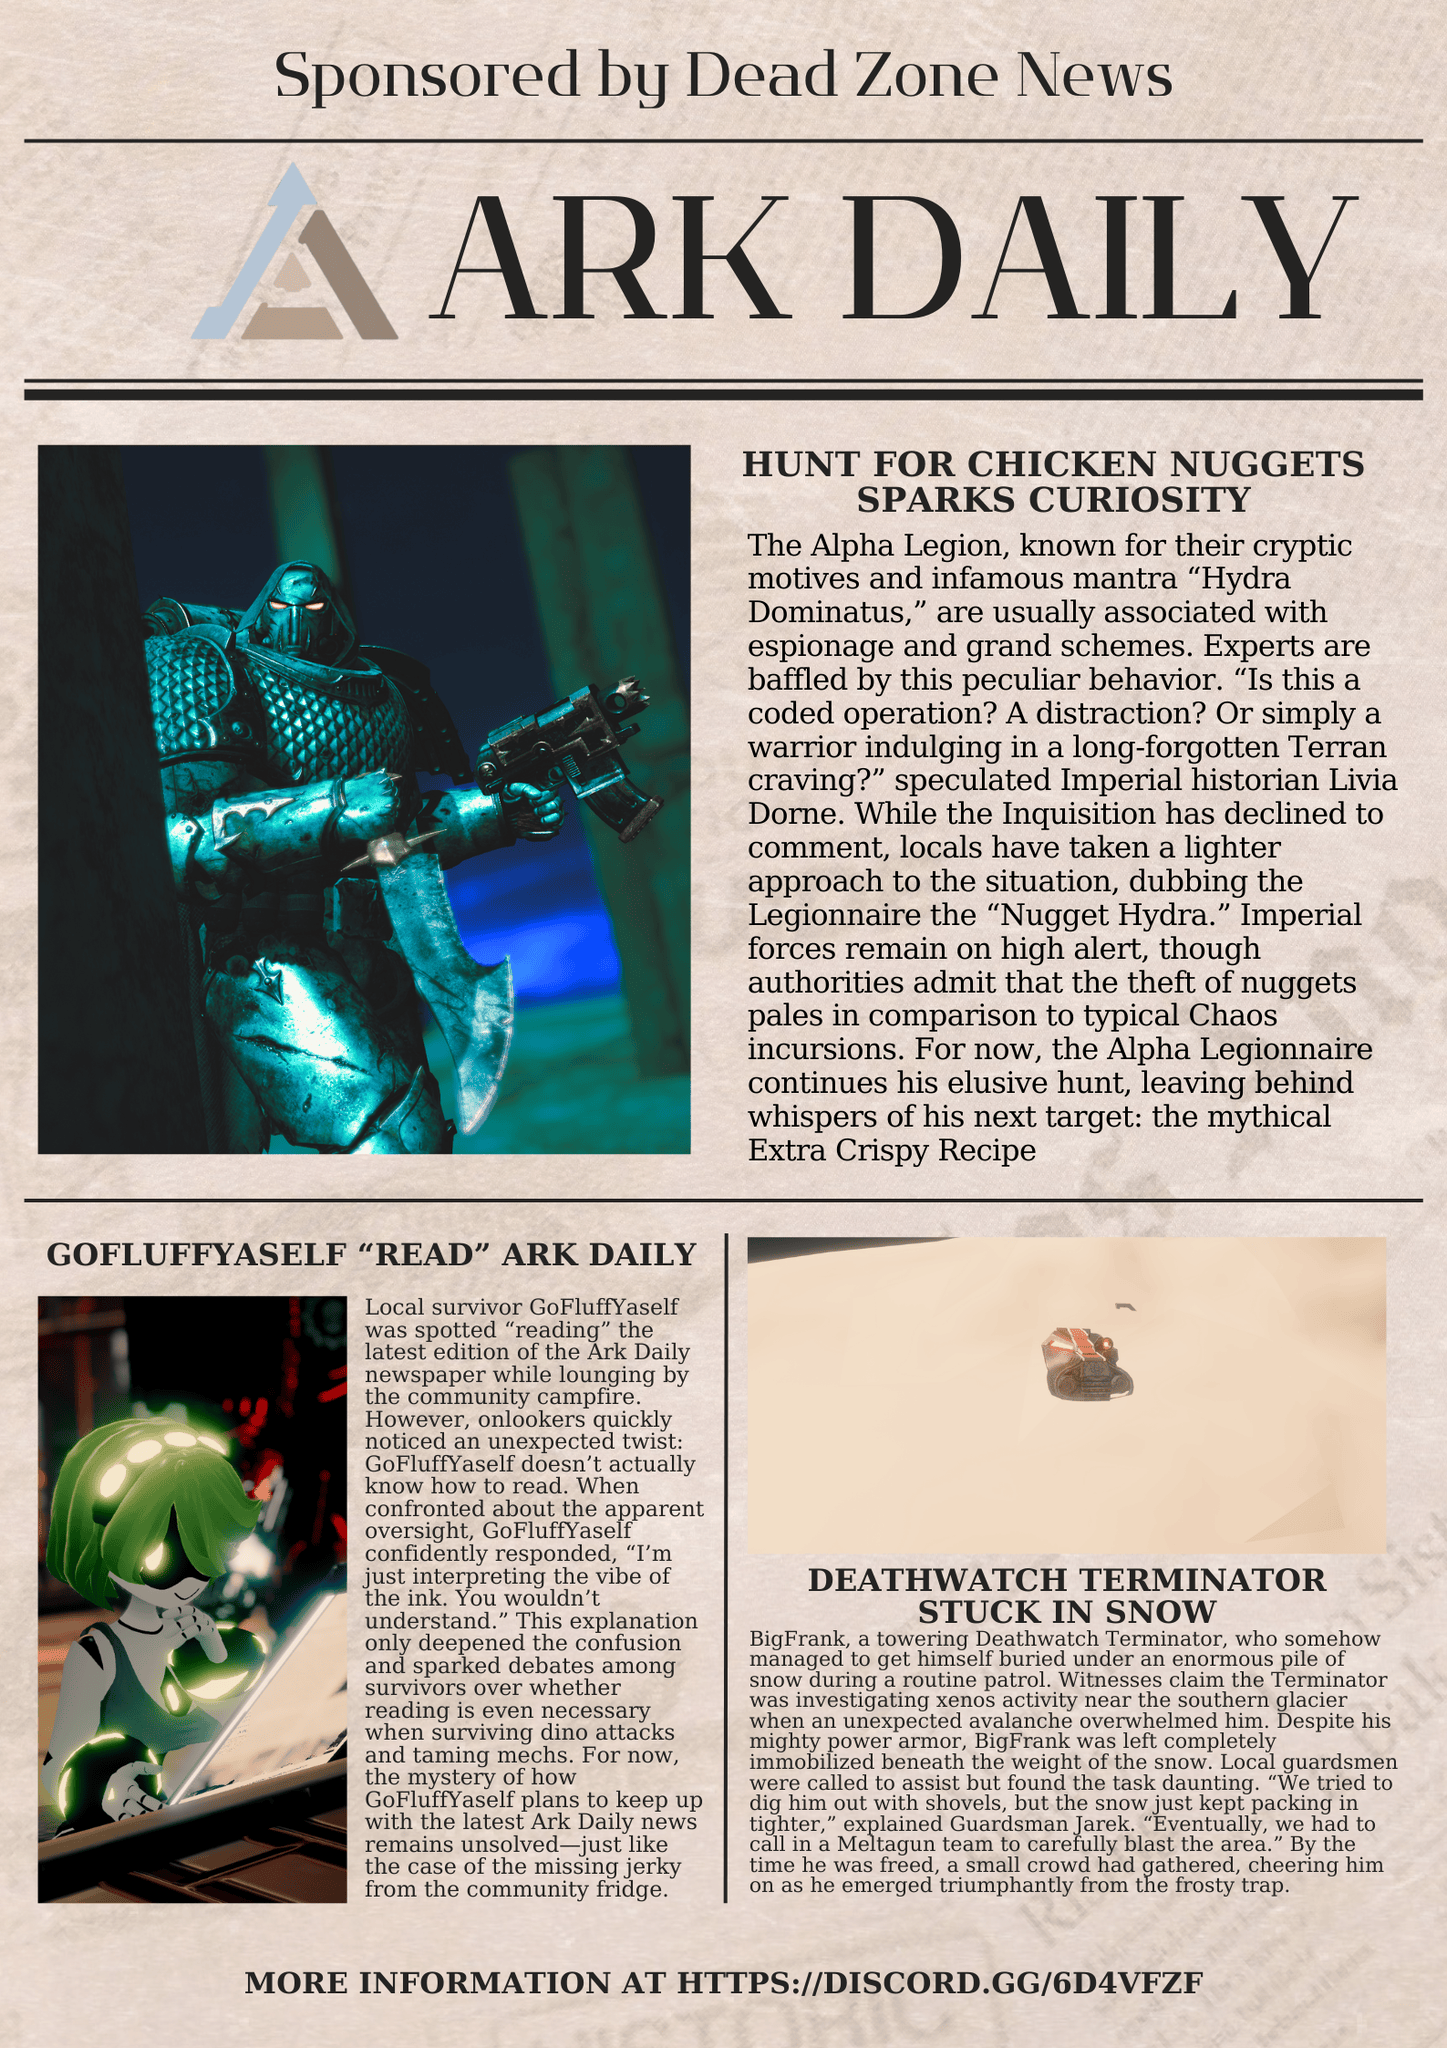 Sponsored by Dead Zone News
ARK DAILY
HUNT FOR CHICKEN NUGGETS
SPARKS CURIOSITY
The Alpha Legion, known for their cryptic
motives and infamous mantra “Hydra
Dominatus,” are usually associated with
espionage and grand schemes. Experts are
baffled by this peculiar behavior. “Is this a
coded operation? A distraction? Or simply a
warrior indulging in a long-forgotten Terran
craving?” speculated Imperial historian Livia
Dorne. While the Inquisition has declined to
comment, locals have taken a lighter
approach to the situation, dubbing the
Legionnaire the “Nugget Hydra.” Imperial
forces remain on high alert, though
authorities admit that the theft of nuggets
pales in comparison to typical Chaos
incursions. For now, the Alpha Legionnaire
continues his elusive hunt, leaving behind
whispers of his next target: the mythical
Extra Crispy Recipe
GOFLUFFYASELF “READ” ARK DAILY
Local survivor GoFluffYaself
was spotted “reading” the
latest edition of the Ark Daily
newspaper while lounging by
the community campfire.
However, onlookers quickly
noticed an unexpected twist:
GoFluffYaself doesn’t actually
know how to read. When
confronted about the apparent
oversight, GoFluffYaself
confidently responded, “I’m
just interpreting the vibe of
the ink. You wouldn’t
understand.” This explanation
only deepened the confusion
and sparked debates among
survivors over whether
reading is even necessary
when surviving dino attacks
and taming mechs. For now,
the mystery of how
GoFluffYaself plans to keep up
with the latest Ark Daily news
remains unsolved—just like
the case of the missing jerky
from the community fridge.
DEATHWATCH TERMINATOR
STUCK IN SNOW
BigFrank, a towering Deathwatch Terminator, who somehow
managed to get himself buried under an enormous pile of
snow during a routine patrol. Witnesses claim the Terminator
was investigating xenos activity near the southern glacier
when an unexpected avalanche overwhelmed him. Despite his
mighty power armor, BigFrank was left completely
immobilized beneath the weight of the snow. Local guardsmen
were called to assist but found the task daunting. “We tried to
dig him out with shovels, but the snow just kept packing in
tighter,” explained Guardsman Jarek. “Eventually, we had to
call in a Meltagun team to carefully blast the area.” By the
time he was freed, a small crowd had gathered, cheering him
on as he emerged triumphantly from the frosty trap.
MORE INFORMATION AT HTTPS://DISCORD.GG/6D4VFZF